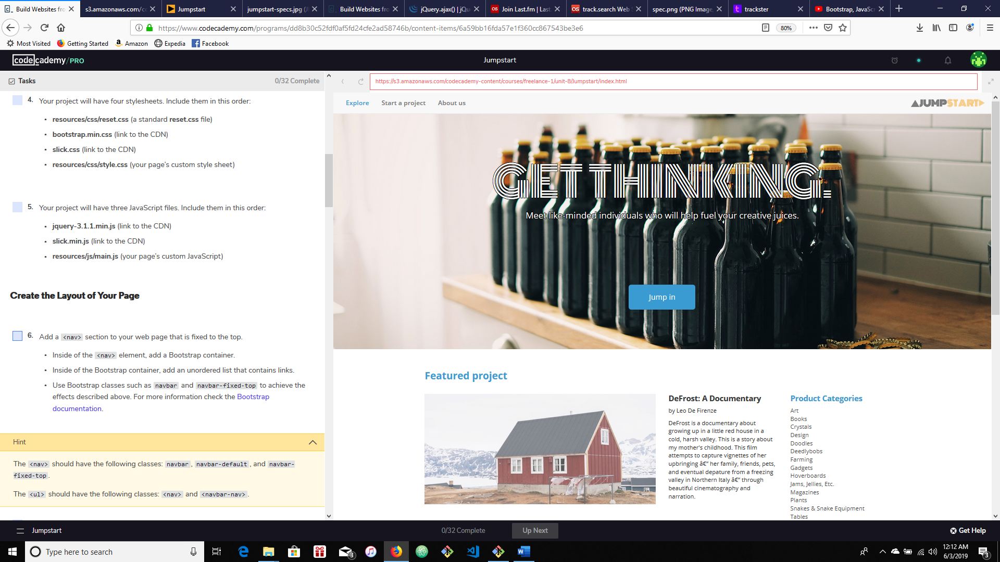 Build Websites fro
s3.amazonaws.com/co
Jumpstart
jumpstart-specs.jpg (J
Build Websites fro
jQuery.ajax() | jQu
Join Last.fm | Last
track.search Web S
spec.png (PNG Image,
trackster
Bootstrap, JavaSc
https://www.codecademy.com/programs/dd8b30c52fdf0af5fd24cfe2ad58746b/content-items/6a59bb16fda57e1f360cc867543be3e6
80%
Most Visited
Getting Started
Amazon
Expedia
Facebook
codecademy/PRO
Jumpstart
Tasks
0/32 Complete
4. Your project will have four stylesheets. Include them in this order:
• resources/css/reset.css (a standard reset.css file)
• bootstrap.min.css (link to the CDN)
• slick.css (link to the CDN)
• resources/css/style.css (your page’s custom style sheet)
5. Your project will have three JavaScript files. Include them in this order:
• jquery-3.1.1.min.js (link to the CDN)
• slick.min.js (link to the CDN)
• resources/js/main.js (your page’s custom JavaScript)
Create the Layout of Your Page
6. Add a <nav> section to your web page that is fixed to the top.
• Inside of the <nav> element, add a Bootstrap container.
• Inside of the Bootstrap container, add an unordered list that contains links.
• Use Bootstrap classes such as navbar and navbar-fixed-top to achieve the
effects described above. For more information check the Bootstrap
documentation.
Hint
The <nav> should have the following classes: navbar, navbar-default, and navbar-
fixed-top.
The <ul> should have the following classes: <nav> and <navbar-nav>.
https://s3.amazonaws.com/codecademy-content/courses/freelance-1/unit-8/Jumpstart/index.html
Explore
Start a project
About us
JUMPSTART
GET THINKING.
Meet like-minded individuals who will help fuel your creative juices.
Jump in
Featured project
DeFrost: A Documentary
by Leo De Firenze
DeFrost is a documentary about
growing up in a little red house in a
cold, harsh valley. This is a story about
my mother's childhood. This film
attempts to capture vignettes of her
upbringing â€” her family, friends, pets,
and eventual depature from a freezing
valley in Northern Italy â€” through
beautiful cinematography and
narration.
Product Categories
Art
Books
Crystals
Design
Doodles
Deedlybobs
Farming
Gadgets
Hoverboards
Jams, Jellies, Etc.
Magazines
Plants
Snakes & Snake Equipment
Tables
Jumpstart
0/32 Complete
Up Next
Get Help
Type here to search
3
12:12 AM
6/3/2019
3